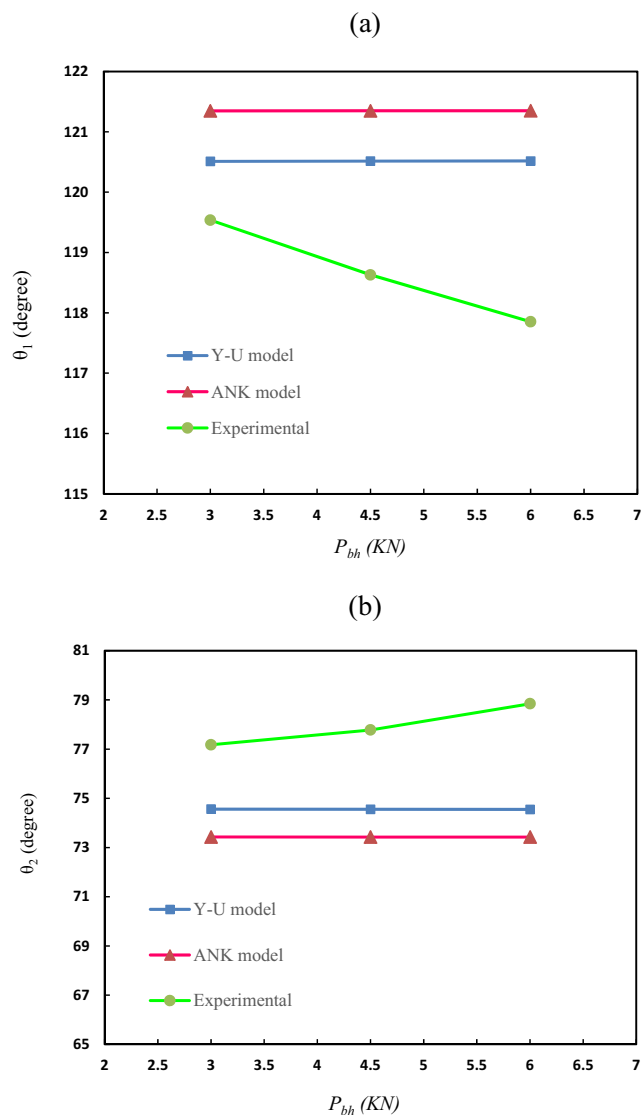 (a)
122
121
120
119
118
117
116
115
θ1 (degree)
Y-U model
ANK model
Experimental
2 2.5 3 3.5 4 4.5 5 5.5 6 6.5 7
Pbh (KN)
(b)
81
79
77
75
73
71
69
67
65
θ2 (degree)
Y-U model
ANK model
Experimental
2 2.5 3 3.5 4 4.5 5 5.5 6 6.5 7
Pbh (KN)